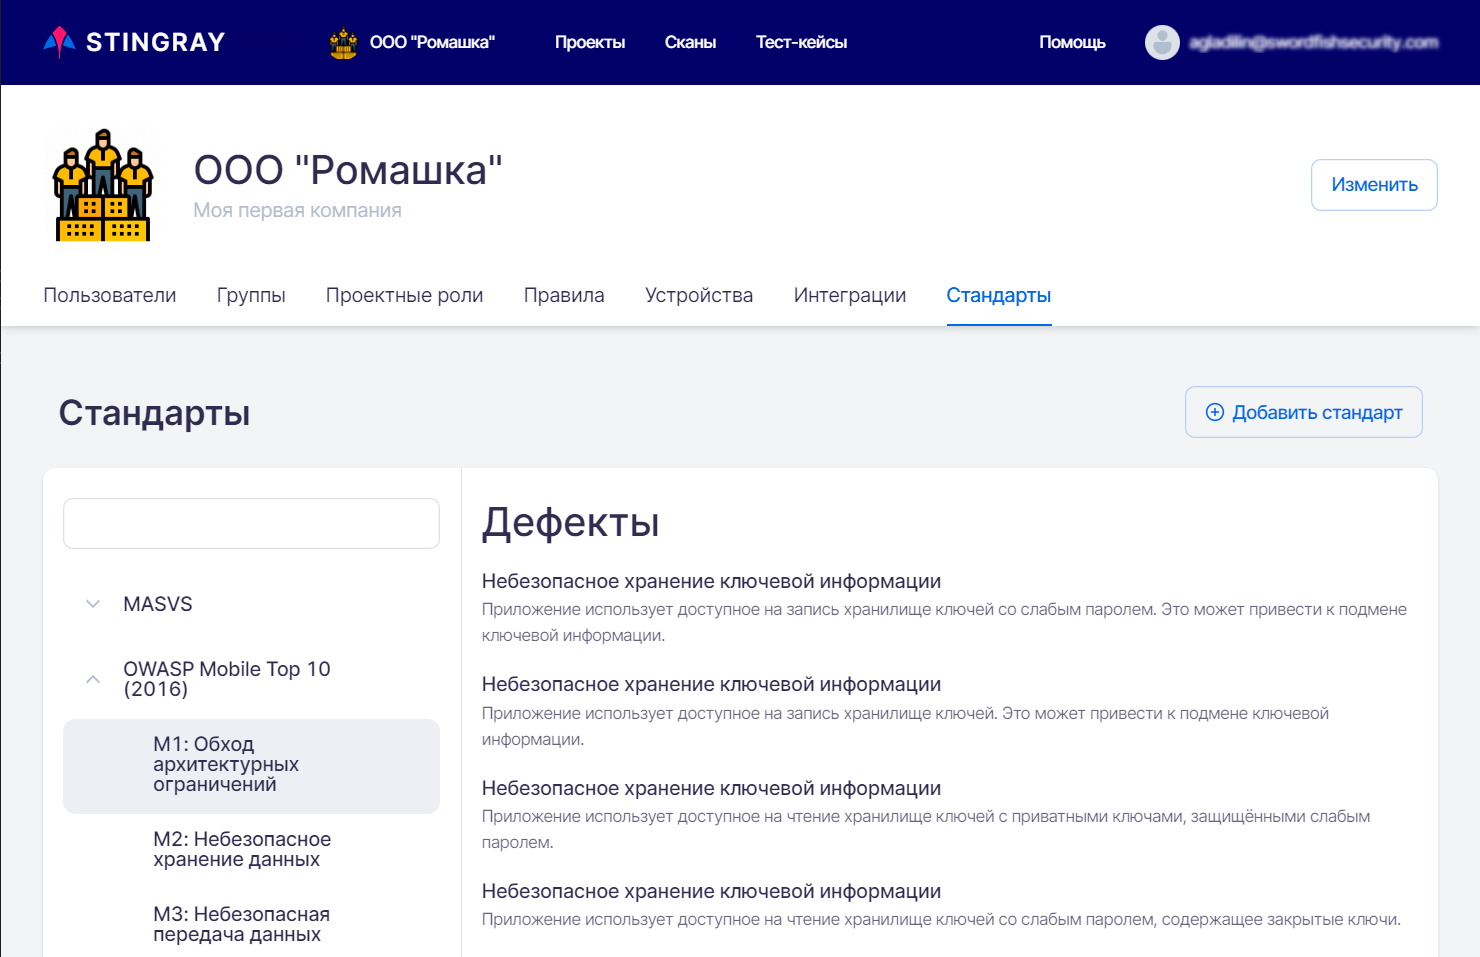 STINGRAY
ООО "Ромашка"
Проекты
Сканы
Тест-кейсы
Помощь
ООО "Ромашка"
Моя первая компания
Изменить
Пользователи
Группы
Проектные роли
Правила
Устройства
Интеграции
Стандарты
Стандарты
Добавить стандарт
MASVS
OWASP Mobile Top 10
(2016)
М1: Обход
архитектурных
ограничений
М2: Небезопасное
хранение данных
М3: Небезопасная
передача данных
Дефекты
Небезопасное хранение ключевой информации
Приложение использует доступное на запись хранилище ключей со слабым паролем. Это может привести к подмене
ключевой информации.
Небезопасное хранение ключевой информации
Приложение использует доступное на запись хранилище ключей. Это может привести к подмене ключевой
информации.
Небезопасное хранение ключевой информации
Приложение использует доступное на чтение хранилище ключей с приватными ключами, защищёнными слабым
паролем.
Небезопасное хранение ключевой информации
Приложение использует доступное на чтение хранилище ключей со слабым паролем, содержащее закрытые ключи.